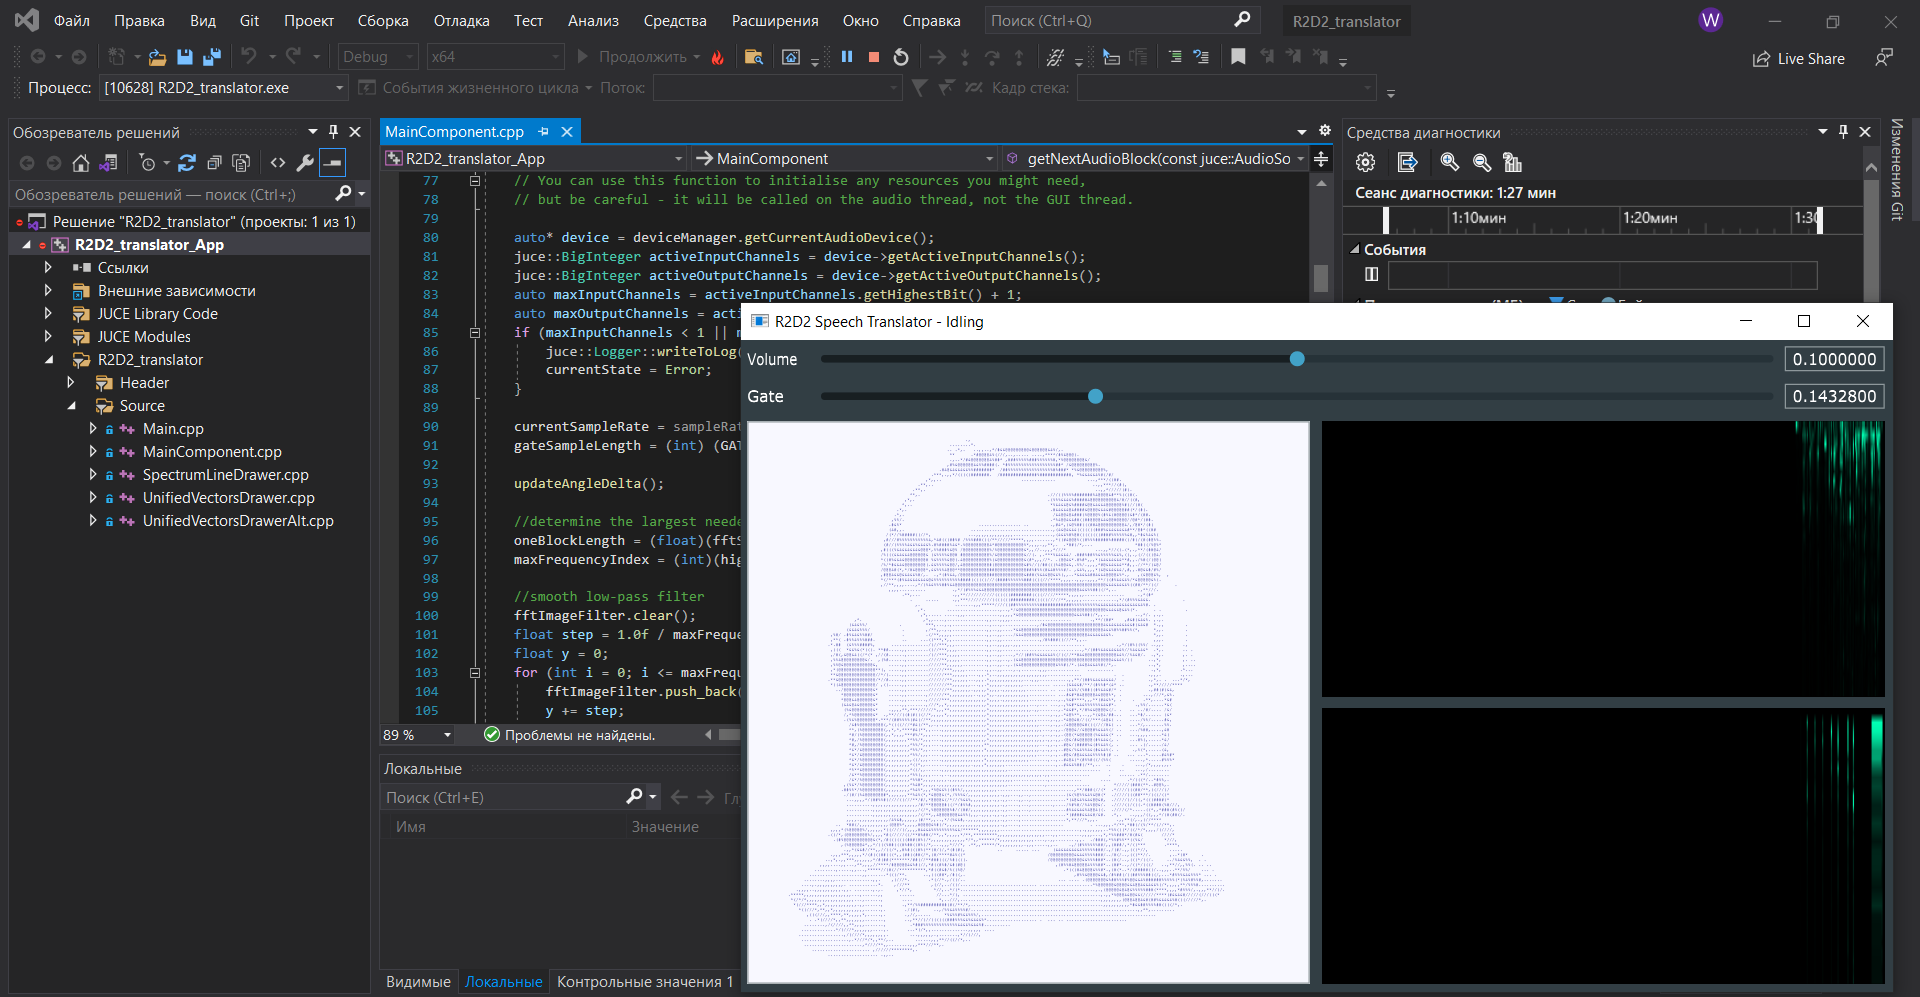 Файл Правка Вид Git Проект Сборка Отладка Тест Анализ Средства Расширения Окно Справка Поиск (Ctrl+Q) R2D2_translator W
Debug x64 Продолжить Live Share
Процесс: [10628] R2D2_translator.exe События жизненного цикла Поток: Кадр стека:
Обозреватель решений
Обозреватель решений — поиск (Ctrl+;)
Решение "R2D2_translator" (проекты: 1 из 1)
R2D2_translator_App
Ссылки
Внешние зависимости
JUCE Library Code
JUCE Modules
R2D2_translator
Header
Source
Main.cpp
MainComponent.cpp
SpectrumLineDrawer.cpp
UnifiedVectorsDrawer.cpp
UnifiedVectorsDrawerAlt.cpp
MainComponent.cpp
R2D2_translator_App MainComponent getNextAudioBlock(const juce::AudioSo
77 // You can use this function to initialise any resources you might need,
78 // but be careful - it will be called on the audio thread, not the GUI thread.
79
80 auto* device = deviceManager.getCurrentAudioDevice();
81 juce::BigInteger activeInputChannels = device->getActiveInputChannels();
82 juce::BigInteger activeOutputChannels = device->getActiveOutputChannels();
83 auto maxInputChannels = activeInputChannels.getHighestBit() + 1;
84 auto maxOutputChannels = acti
85 if (maxInputChannels < 1 || m
86 juce::Logger::writeToLog(
87 currentState = Error;
88 }
89
90 currentSampleRate = sampleRat
91 gateSampleLength = (int) (GAT
92
93 updateAngleDelta();
94
95 //determine the largest neede
96 oneBlockLength = (float)(fftS
97 maxFrequencyIndex = (int)(hig
98
99 //smooth low-pass filter
100 fftImageFilter.clear();
101 float step = 1.0f / maxFreque
102 float y = 0;
103 for (int i = 0; i <= maxFrequ
104 fftImageFilter.push_back(
105 y += step;
89 % Проблемы не найдены.
Локальные
Поиск (Ctrl+E)
Имя Значение
Видимые Локальные Контрольные значения 1
Средства диагностики
Сеанс диагностики: 1:27 мин
1:10мин 1:20мин 1:30
События
Изменения Git
R2D2 Speech Translator - Idling
Volume 0.1000000
Gate 0.1432800